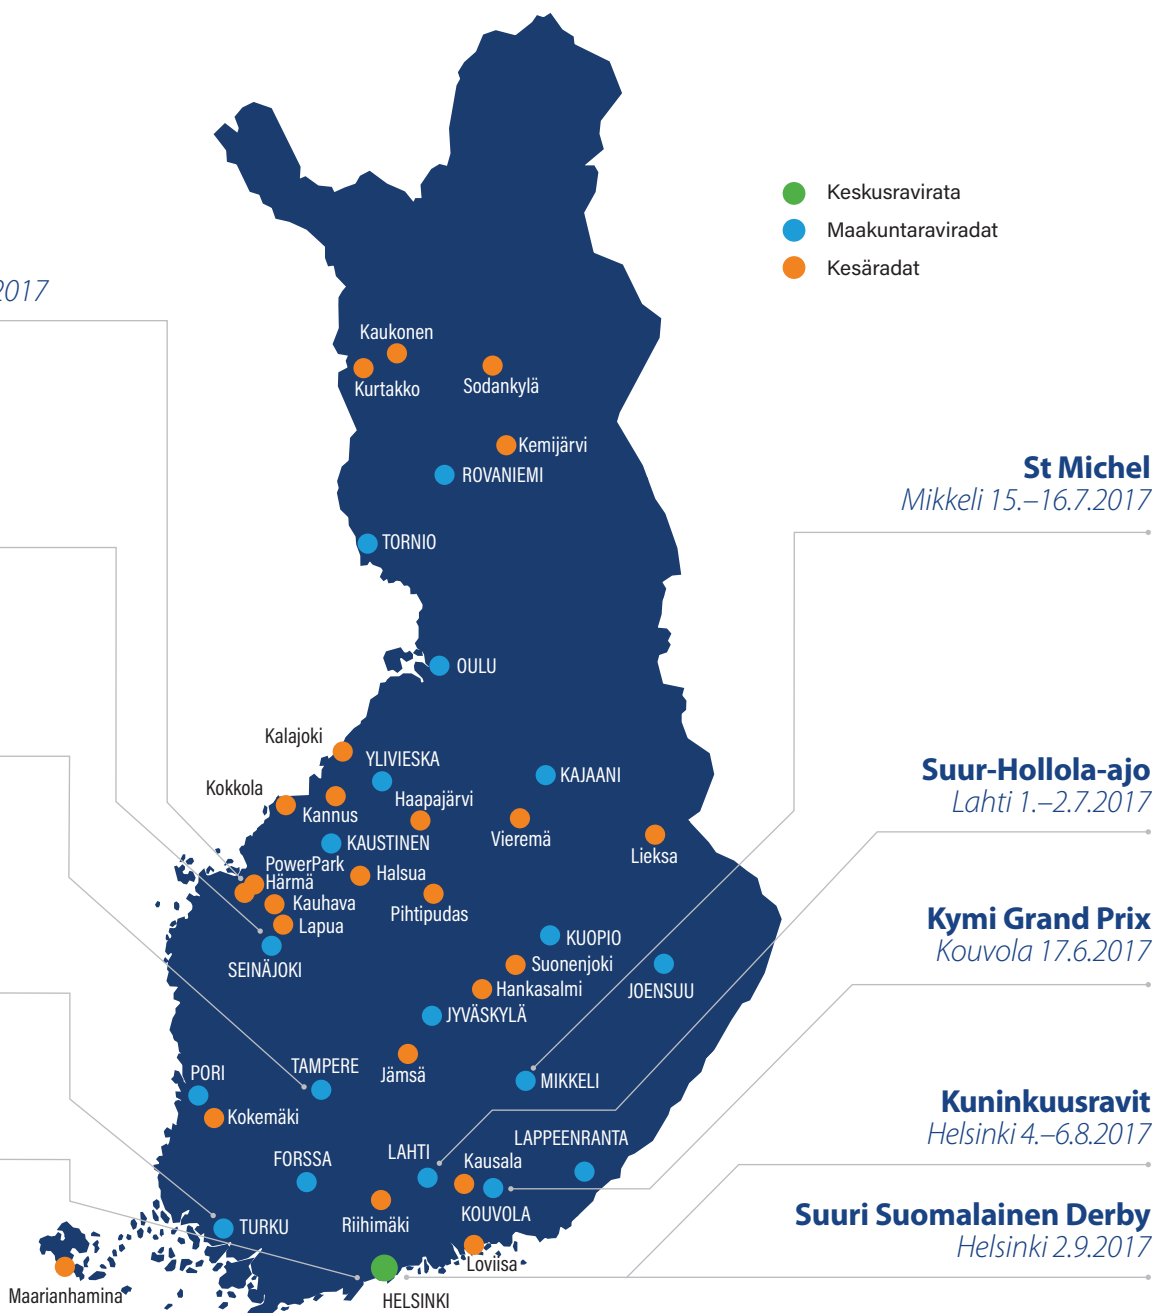 Keskusravirata
Maakuntaraviradat
Kesäradat
2017
Kaukonen
Kurtakko
Sodankylä
Kemijärvi
ROVANIEMI
St Michel
Mikkeli 15.–16.7.2017
TORNIO
OULU
Kalajoki
YLIVIESKA
KAJAANI
Suur-Hollola-ajo
Lahti 1.–2.7.2017
Kokkola
Haapajärvi
Kannus
Vieremä
KAUSTINEN
Lieksa
PowerPark
Halsua
Härmä
Kauhava
Pihtipudas
Lapua
Kymi Grand Prix
Kouvola 17.6.2017
KUOPIO
SEINÄJOKI
Suonenjoki
Hankasalmi
JOENSUU
JYVÄSKYLÄ
TAMPERE
PORI
Jämsä
MIKKELI
Kuninkuusravit
Helsinki 4.–6.8.2017
Kokemäki
LAPPEENRANTA
LAHTI
FORSSA
Kausala
KOUVOLA
Suuri Suomalainen Derby
Helsinki 2.9.2017
Riihimäki
TURKU
Loviisa
Maarianhamina
HELSINKI